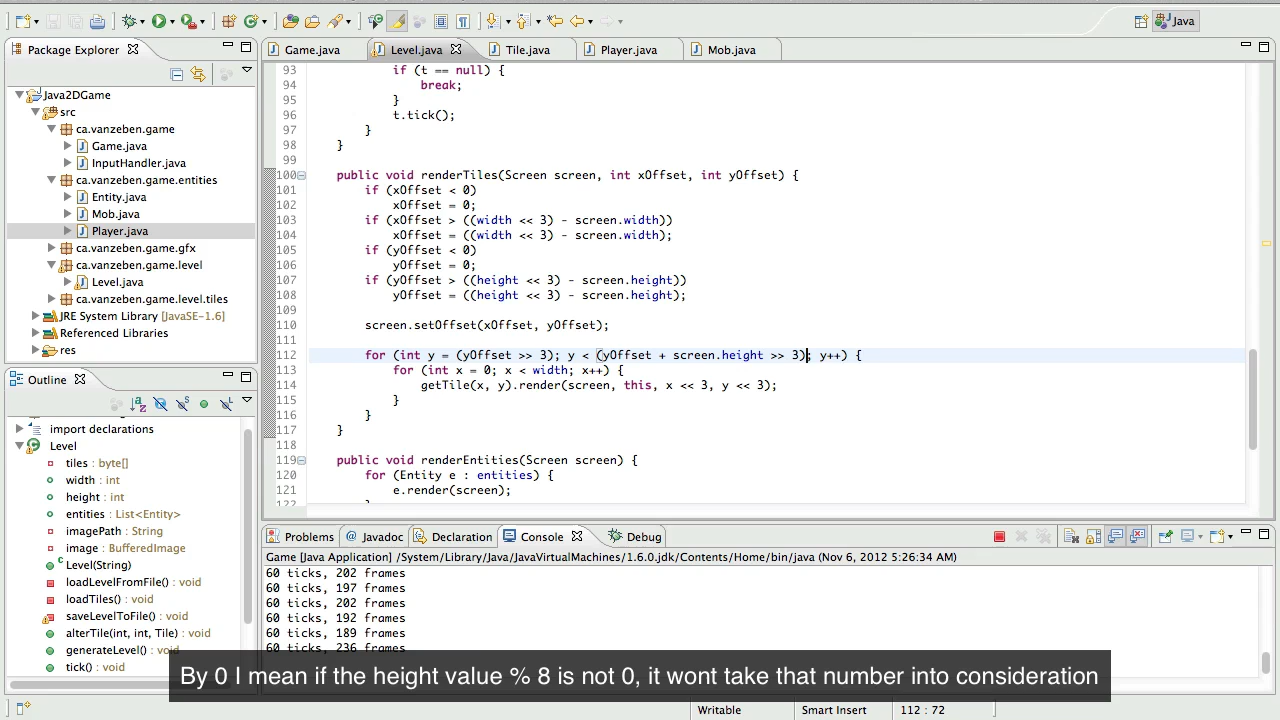 Java
Package Explorer
Game.java
Level.java
Tile.java
Player.java
Mob.java
Java2DGame
src
ca.vanzeben.game
Game.java
InputHandler.java
ca.vanzeben.game.entities
Entity.java
Mob.java
Player.java
ca.vanzeben.game.gfx
ca.vanzeben.game.level
Level.java
ca.vanzeben.game.level.tiles
JRE System Library [JavaSE-1.6]
Referenced Libraries
res
Outline
import declarations
Level
tiles : byte[]
width : int
height : int
entities : List<Entity>
imagePath : String
image : BufferedImage
Level(String)
loadLevelFromFile() : void
loadTiles() : void
saveLevelToFile() : void
alterTile(int, int, Tile) : void
generateLevel() : void
tick() : void
93 if (t == null) {
94 break;
95 }
96 t.tick();
97 }
98 }
99
100 public void renderTiles(Screen screen, int xOffset, int yOffset) {
101 if (xOffset < 0)
102 xOffset = 0;
103 if (xOffset > ((width << 3) - screen.width))
104 xOffset = ((width << 3) - screen.width);
105 if (yOffset < 0)
106 yOffset = 0;
107 if (yOffset > ((height << 3) - screen.height))
108 yOffset = ((height << 3) - screen.height);
109
110 screen.setOffset(xOffset, yOffset);
111
112 for (int y = (yOffset >> 3); y < (yOffset + screen.height >> 3); y++) {
113 for (int x = 0; x < width; x++) {
114 getTile(x, y).render(screen, this, x << 3, y << 3);
115 }
116 }
117 }
118
119 public void renderEntities(Screen screen) {
120 for (Entity e : entities) {
121 e.render(screen);
122 }
Problems
@ Javadoc
Declaration
Console
Debug
Game [Java Application] /System/Library/Java/JavaVirtualMachines/1.6.0.jdk/Contents/Home/bin/java (Nov 6, 2012 5:26:34 AM)
60 ticks, 202 frames
60 ticks, 197 frames
60 ticks, 202 frames
60 ticks, 192 frames
60 ticks, 189 frames
60 ticks, 236 frames
By 0 I mean if the height value % 8 is not 0, it wont take that number into consideration
Writable
Smart Insert
112 : 72